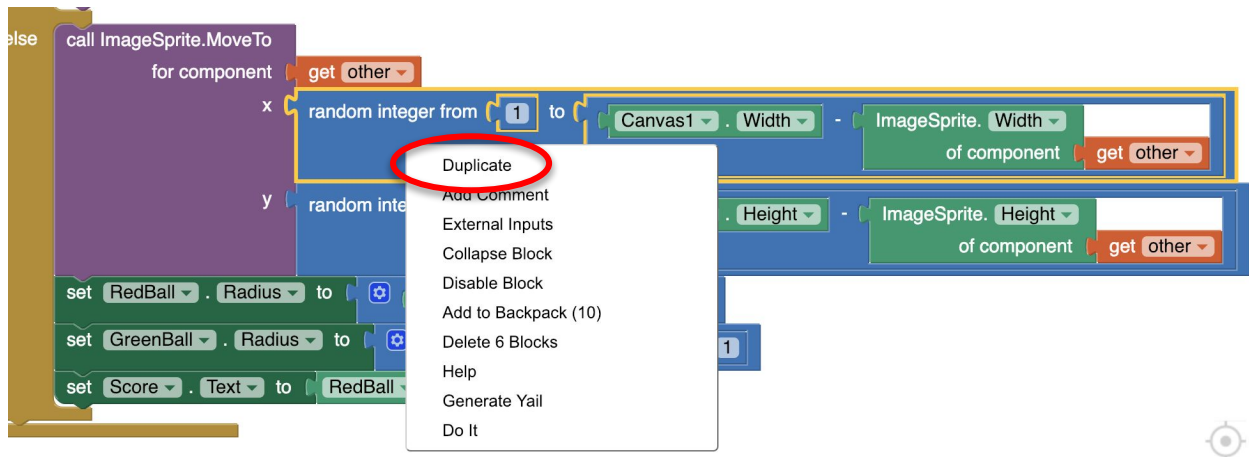 else call ImageSprite.MoveTo
for component get other
x random integer from 1 to Canvas1 . Width - ImageSprite. Width
of component get other
Duplicate
y random inte . Height - ImageSprite. Height
of component get other
Add Comment
External Inputs
Collapse Block
Disable Block
set RedBall . Radius to
Add to Backpack (10)
set GreenBall . Radius to 1
Delete 6 Blocks
Help
set Score . Text to RedBall
Generate Yail
Do It